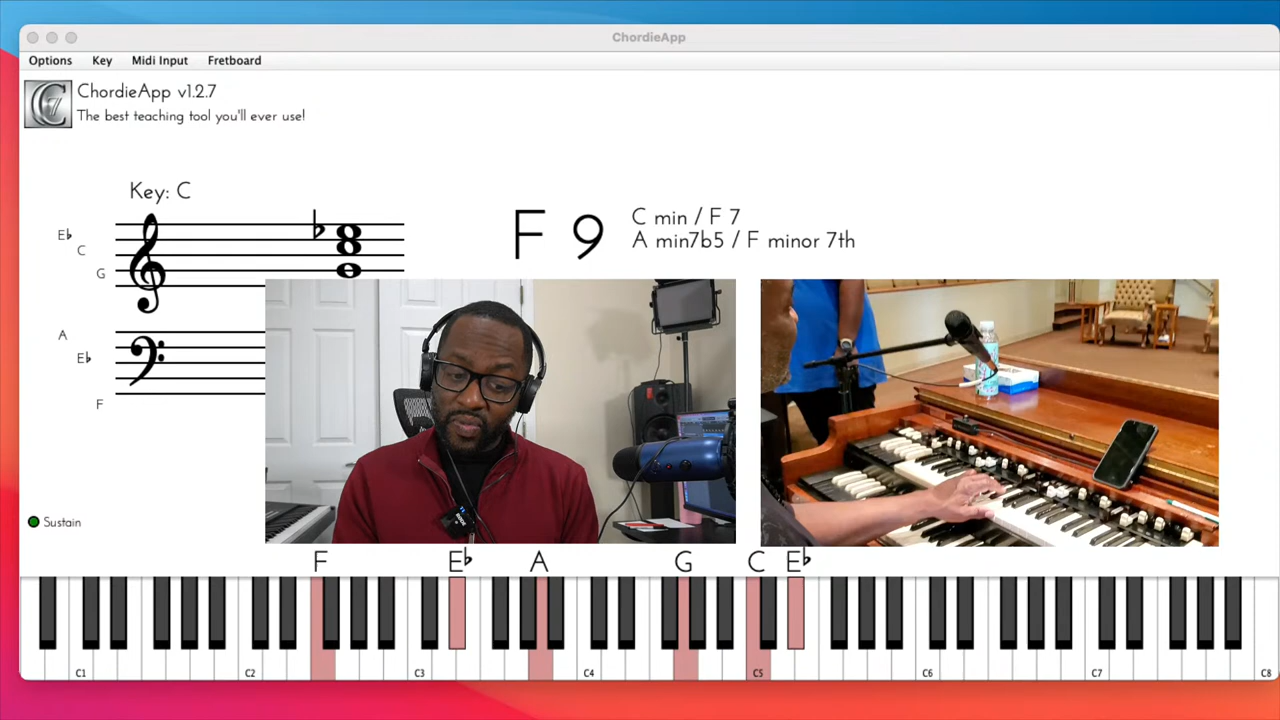 ChordieApp
Options Key Midi Input Fretboard
ChordieApp v1.2.7
The best teaching tool you'll ever use!
Key: C
F 9
C min / F 7
A min7b5 / F minor 7th
E♭
C
G
A
E♭
F
Sustain
F E♭ A G C E♭
C1 C2 C3 C4 C5 C6 C7 C8